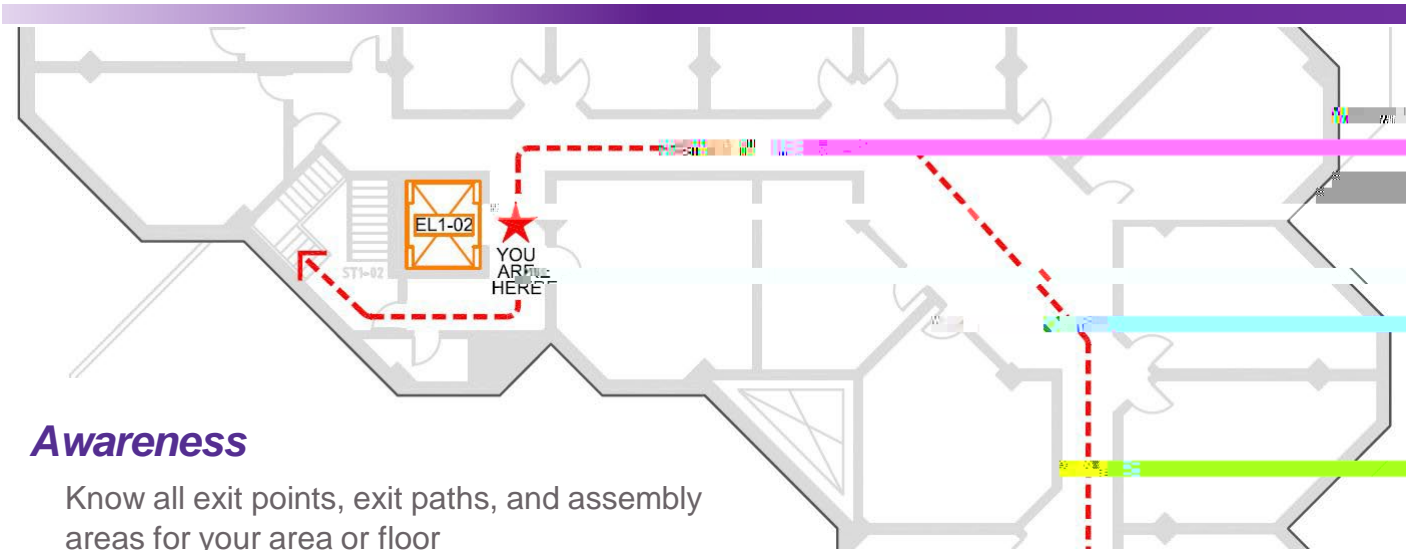 EL1-02
YOU
ARE
HERE
ST1-02
Awareness
Know all exit points, exit paths, and assembly
areas for your area or floor